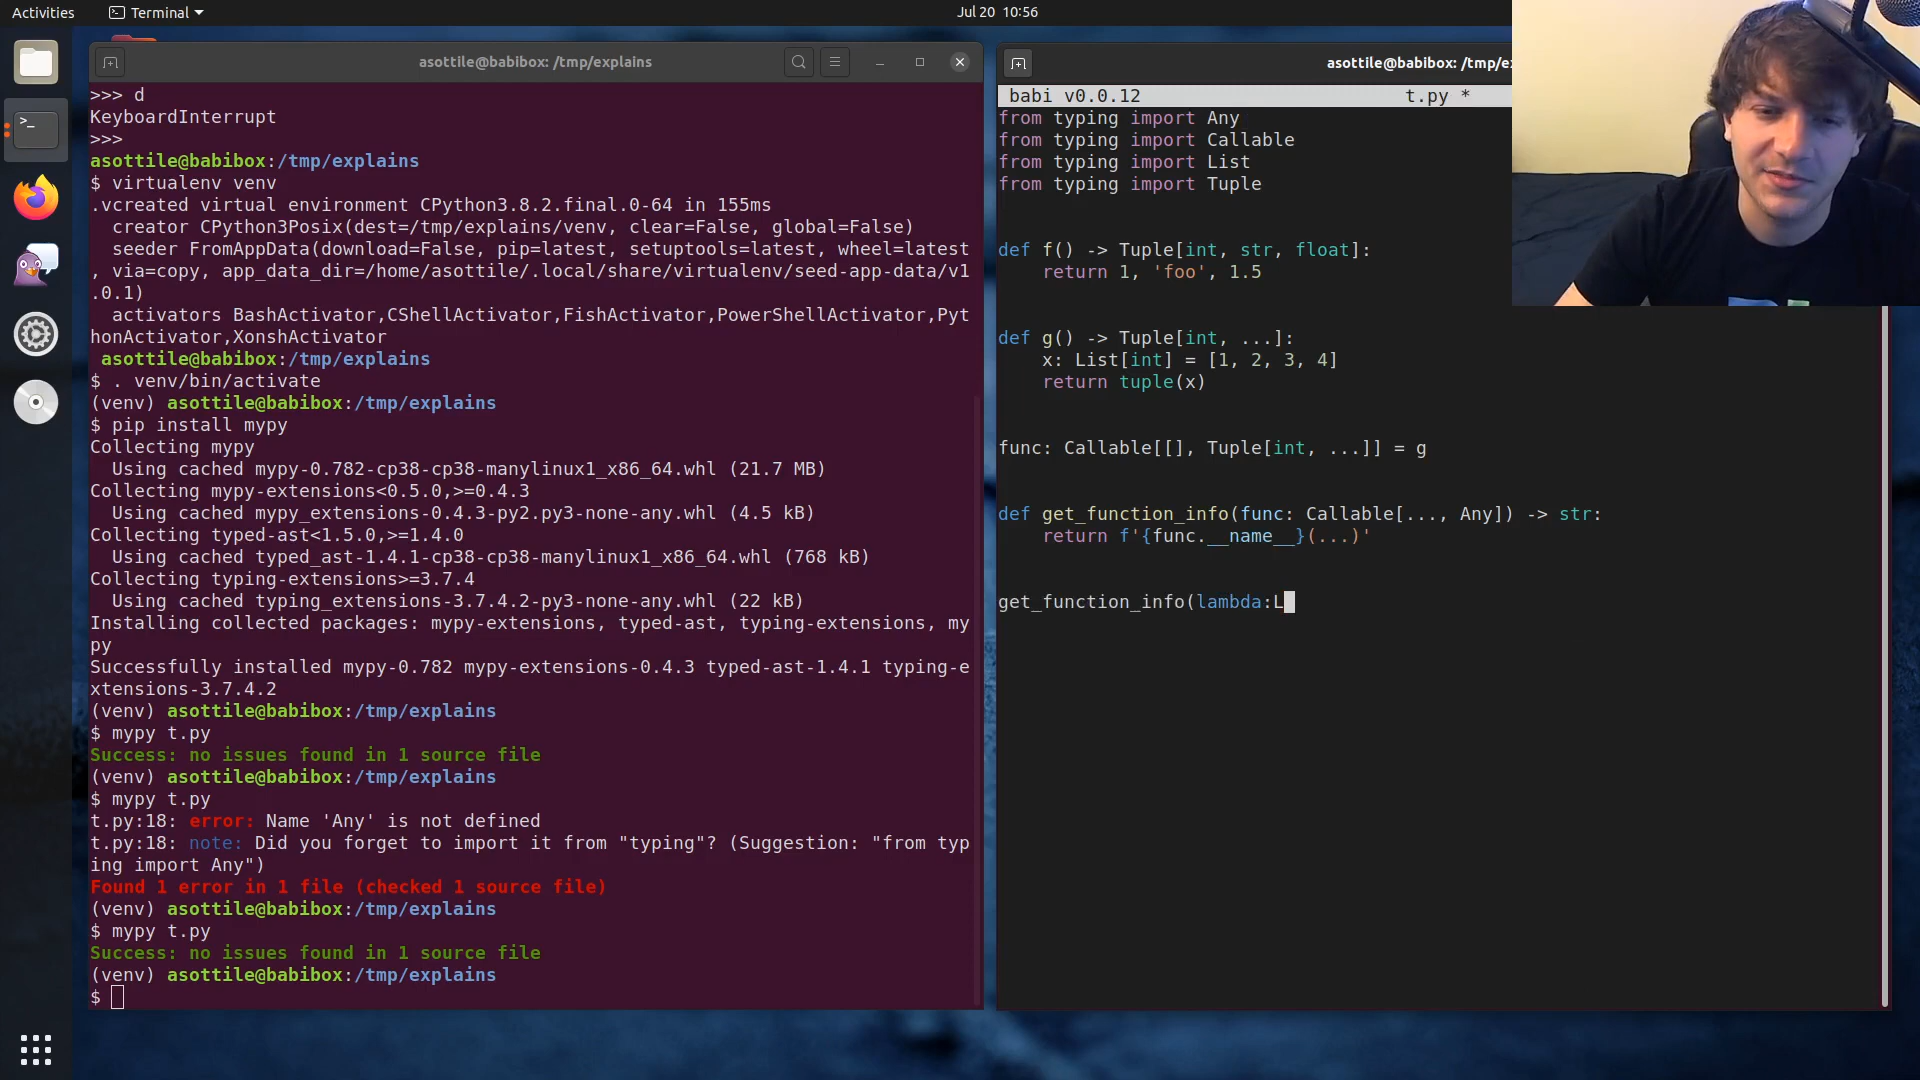 Activities
Terminal
Jul 20 10:56
asottile@babibox: /tmp/explains
>>> d
KeyboardInterrupt
>>>
asottile@babibox:/tmp/explains
$ virtualenv venv
.vcreated virtual environment CPython3.8.2.final.0-64 in 155ms
  creator CPython3Posix(dest=/tmp/explains/venv, clear=False, global=False)
  seeder FromAppData(download=False, pip=latest, setuptools=latest, wheel=latest
, via=copy, app_data_dir=/home/asottile/.local/share/virtualenv/seed-app-data/v1
.0.1)
  activators BashActivator,CShellActivator,FishActivator,PowerShellActivator,Pyt
honActivator,XonshActivator
 asottile@babibox:/tmp/explains
$ . venv/bin/activate
(venv) asottile@babibox:/tmp/explains
$ pip install mypy
Collecting mypy
  Using cached mypy-0.782-cp38-cp38-manylinux1_x86_64.whl (21.7 MB)
Collecting mypy-extensions<0.5.0,>=0.4.3
  Using cached mypy_extensions-0.4.3-py2.py3-none-any.whl (4.5 kB)
Collecting typed-ast<1.5.0,>=1.4.0
  Using cached typed_ast-1.4.1-cp38-cp38-manylinux1_x86_64.whl (768 kB)
Collecting typing-extensions>=3.7.4
  Using cached typing_extensions-3.7.4.2-py3-none-any.whl (22 kB)
Installing collected packages: mypy-extensions, typed-ast, typing-extensions, my
py
Successfully installed mypy-0.782 mypy-extensions-0.4.3 typed-ast-1.4.1 typing-e
xtensions-3.7.4.2
(venv) asottile@babibox:/tmp/explains
$ mypy t.py
Success: no issues found in 1 source file
(venv) asottile@babibox:/tmp/explains
$ mypy t.py
t.py:18: error: Name 'Any' is not defined
t.py:18: note: Did you forget to import it from "typing"? (Suggestion: "from typ
ing import Any")
Found 1 error in 1 file (checked 1 source file)
(venv) asottile@babibox:/tmp/explains
$ mypy t.py
Success: no issues found in 1 source file
(venv) asottile@babibox:/tmp/explains
$
asottile@babibox: /tmp/e
babi v0.0.12 t.py *
from typing import Any
from typing import Callable
from typing import List
from typing import Tuple
def f() -> Tuple[int, str, float]:
    return 1, 'foo', 1.5
def g() -> Tuple[int, ...]:
    x: List[int] = [1, 2, 3, 4]
    return tuple(x)
func: Callable[[], Tuple[int, ...]] = g
def get_function_info(func: Callable[..., Any]) -> str:
    return f'{func.__name__}(...)'
get_function_info(lambda:L